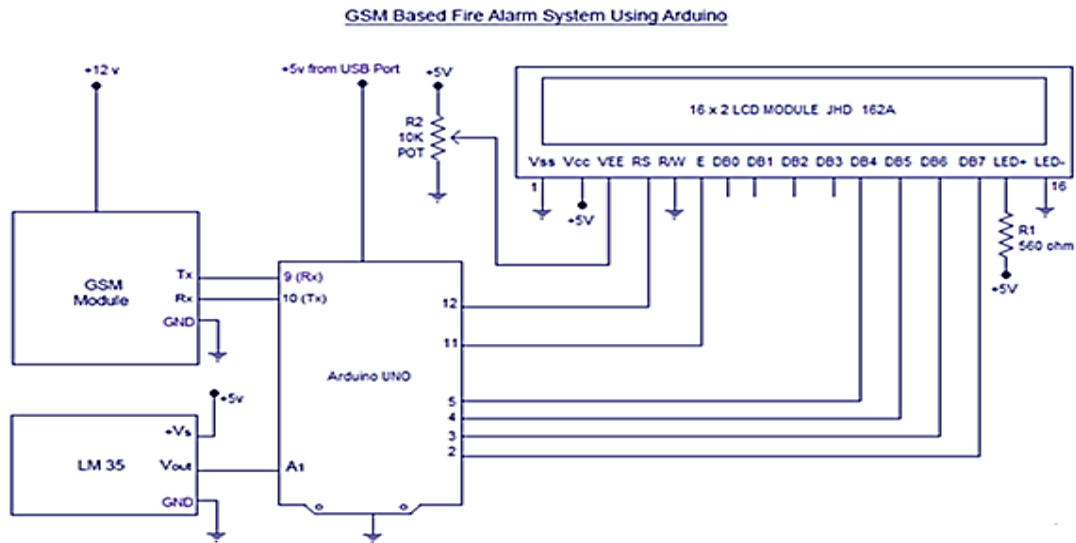 GSM Based Fire Alarm System Using Arduino
+12 v
+5v from USB Port
+5V
R2
10K
POT
16 x 2 LCD MODULE JHD 162A
Vss Vcc VEE RS R/W E DB0 DB1 DB2 DB3 DB4 DB5 DB6 DB7 LED+ LED-
1
16
+5V
R1
560 ohm
+5V
GSM
Module
Tx
Rx
GND
9 (Rx)
10 (Tx)
12
11
Arduino UNO
5
4
3
2
+5v
LM 35
+Vs
Vout
GND
A1